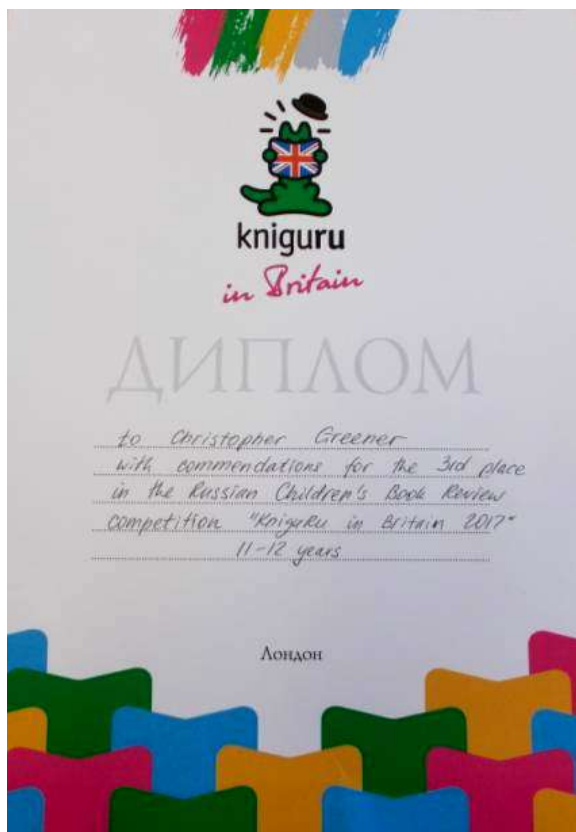 kniguru
in Britain
ДИПЛОМ
to Christopher Greener
with commendations for the 3rd place
in the Russian Children's Book Review
competition "KniguRu in Britain 2017"
11-12 years
Лондон